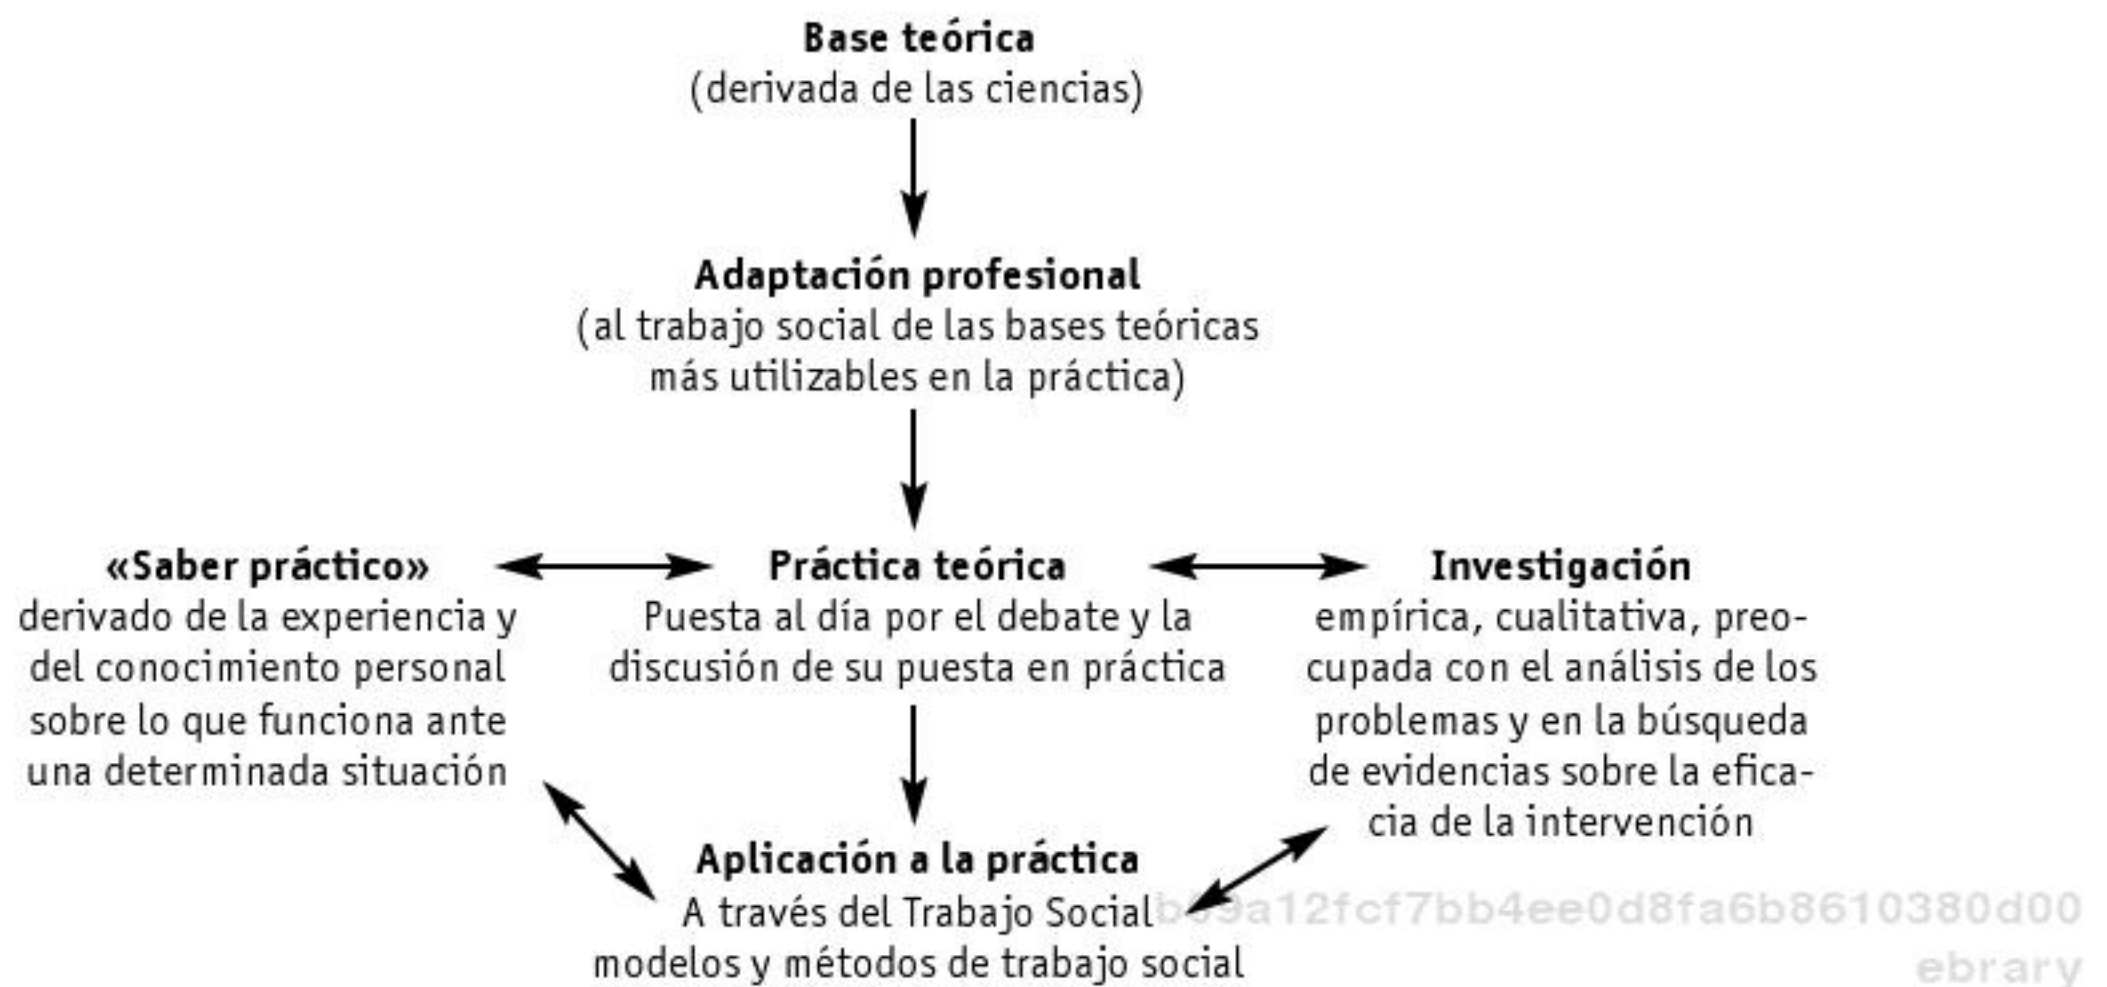 Base teórica
(derivada de las ciencias)
Adaptación profesional
(al trabajo social de las bases teóricas
más utilizables en la práctica)
«Saber práctico»
derivado de la experiencia y
del conocimiento personal
sobre lo que funciona ante
una determinada situación
Práctica teórica
Puesta al día por el debate y la
discusión de su puesta en práctica
Investigación
empírica, cualitativa, preo-
cupada con el análisis de los
problemas y en la búsqueda
de evidencias sobre la efica-
cia de la intervención
Aplicación a la práctica
A través del Trabajo Social
modelos y métodos de trabajo social
ebrary